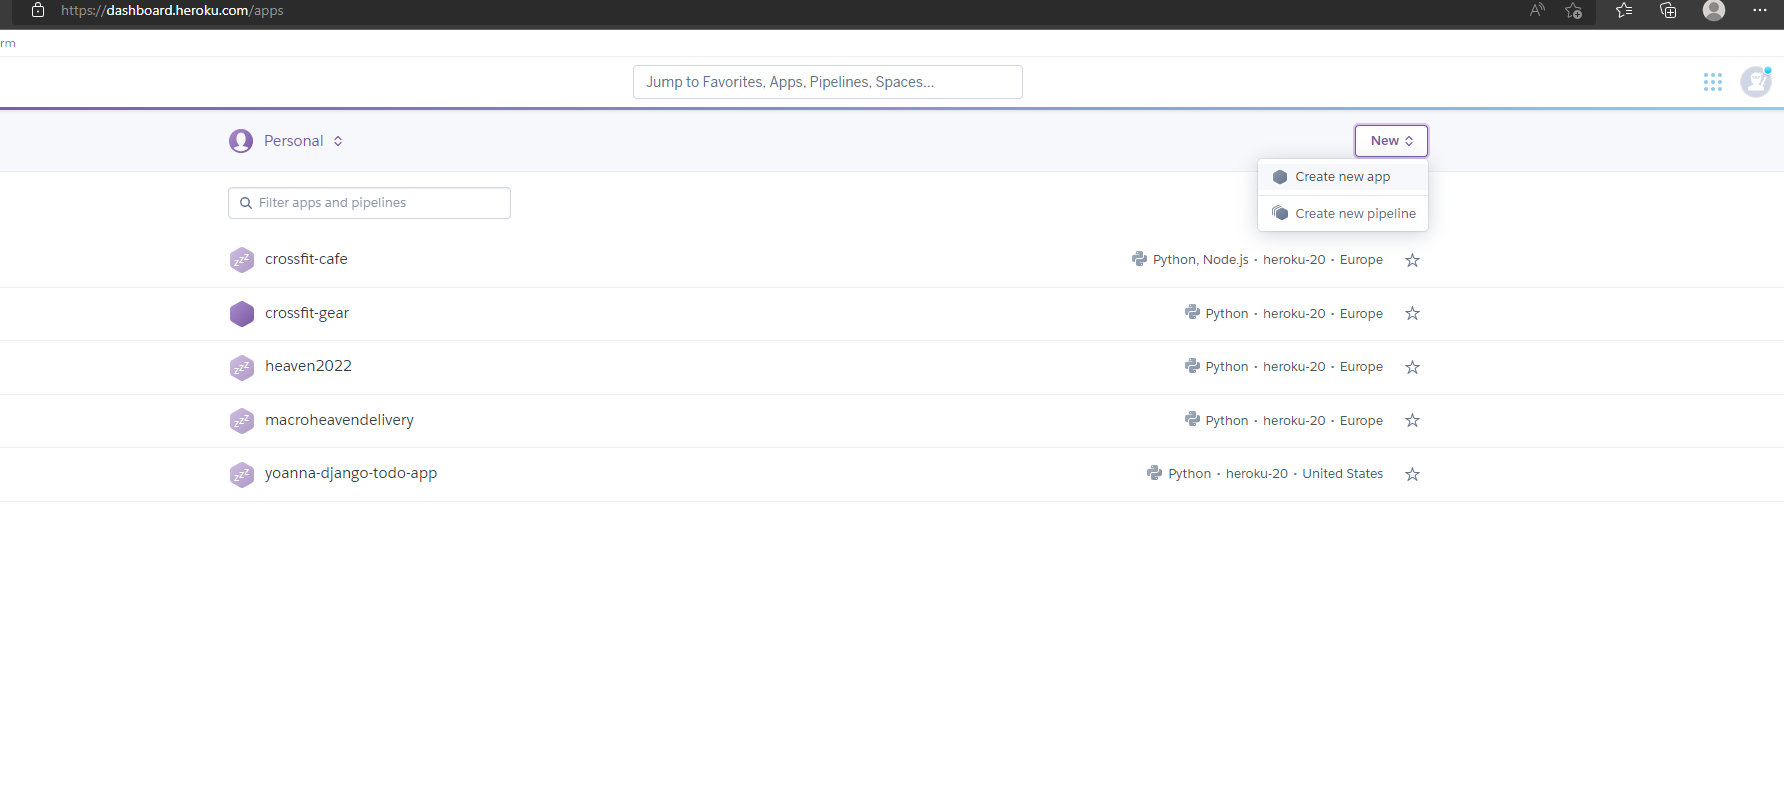 https://dashboard.heroku.com/apps
rm
Jump to Favorites, Apps, Pipelines, Spaces...
Personal
New
Create new app
Filter apps and pipelines
Create new pipeline
crossfit-cafe
Python, Node.js · heroku-20 · Europe
crossfit-gear
Python · heroku-20 · Europe
heaven2022
Python · heroku-20 · Europe
macroheavendelivery
Python · heroku-20 · Europe
yoanna-django-todo-app
Python · heroku-20 · United States